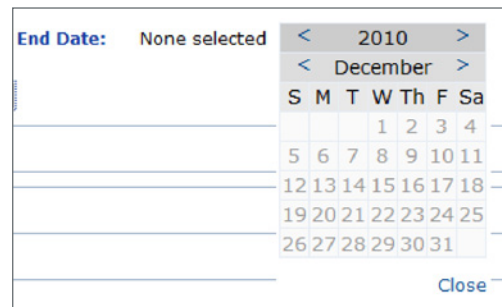 End Date: None selected < 2010 >
< December >
S M T W Th F Sa
1 2 3 4
5 6 7 8 9 10 11
12 13 14 15 16 17 18
19 20 21 22 23 24 25
26 27 28 29 30 31
Close